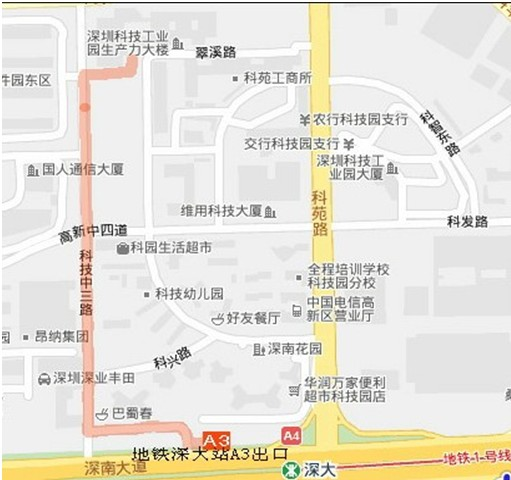 深圳科技工业
园生产力大楼
翠溪路
件园东区
科苑工商所
农行科技园支行
科智东路
交行科技园支行
深圳科技工
业园大厦
国人通信大厦
维用科技大厦
科苑路
科发路
高新中四道
科园生活超市
科技中三路
全程培训学校
科技园分校
科技幼儿园
中国电信高
新区营业厅
好友餐厅
园
昂纳集团
深南花园
科兴路
深圳深业丰田
华润万家便利
超市科技园店
巴蜀春
A3
A4
地铁深大站A3出口
地铁1号线
深南大道
深大